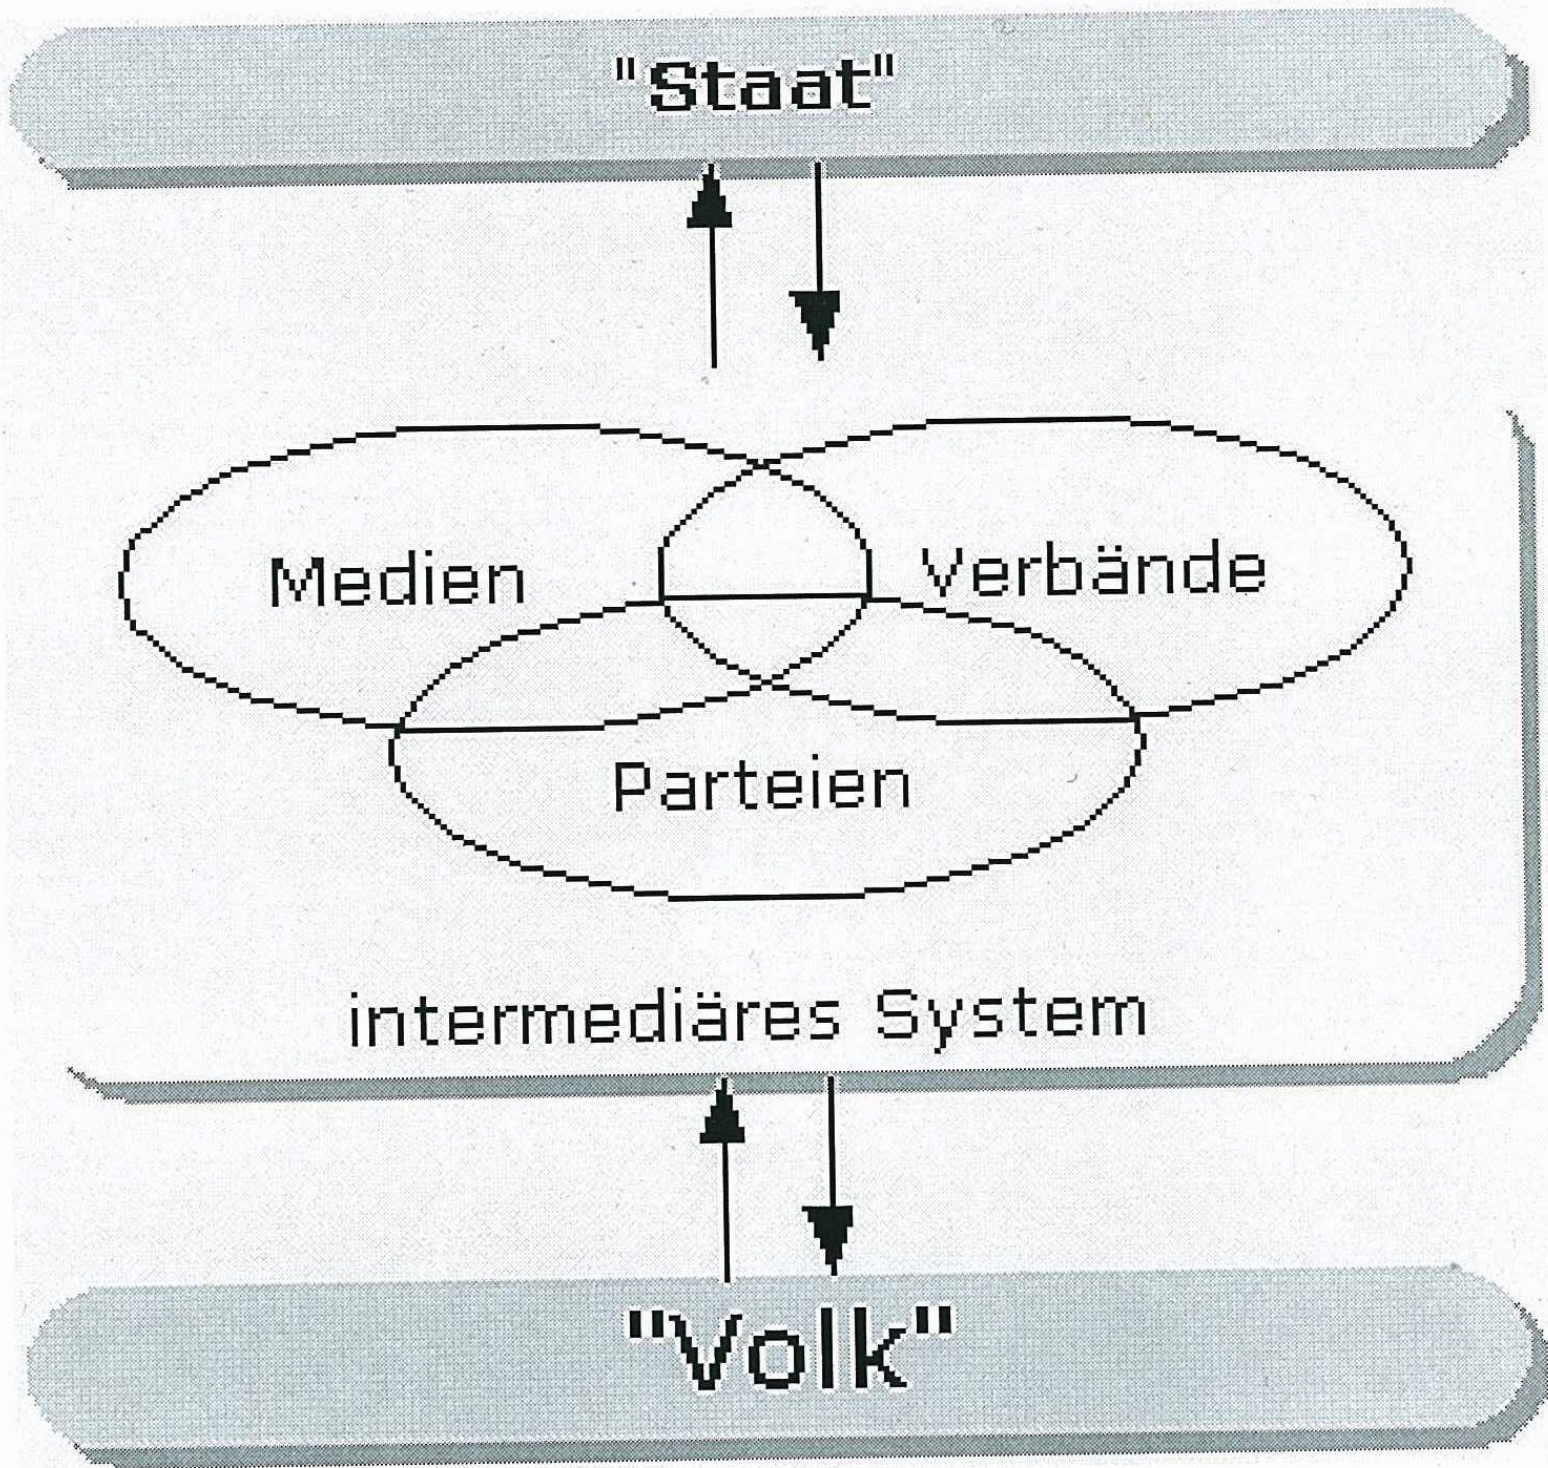 "Staat"
Medien
Verbände
Parteien
intermediäres System
"Volk"